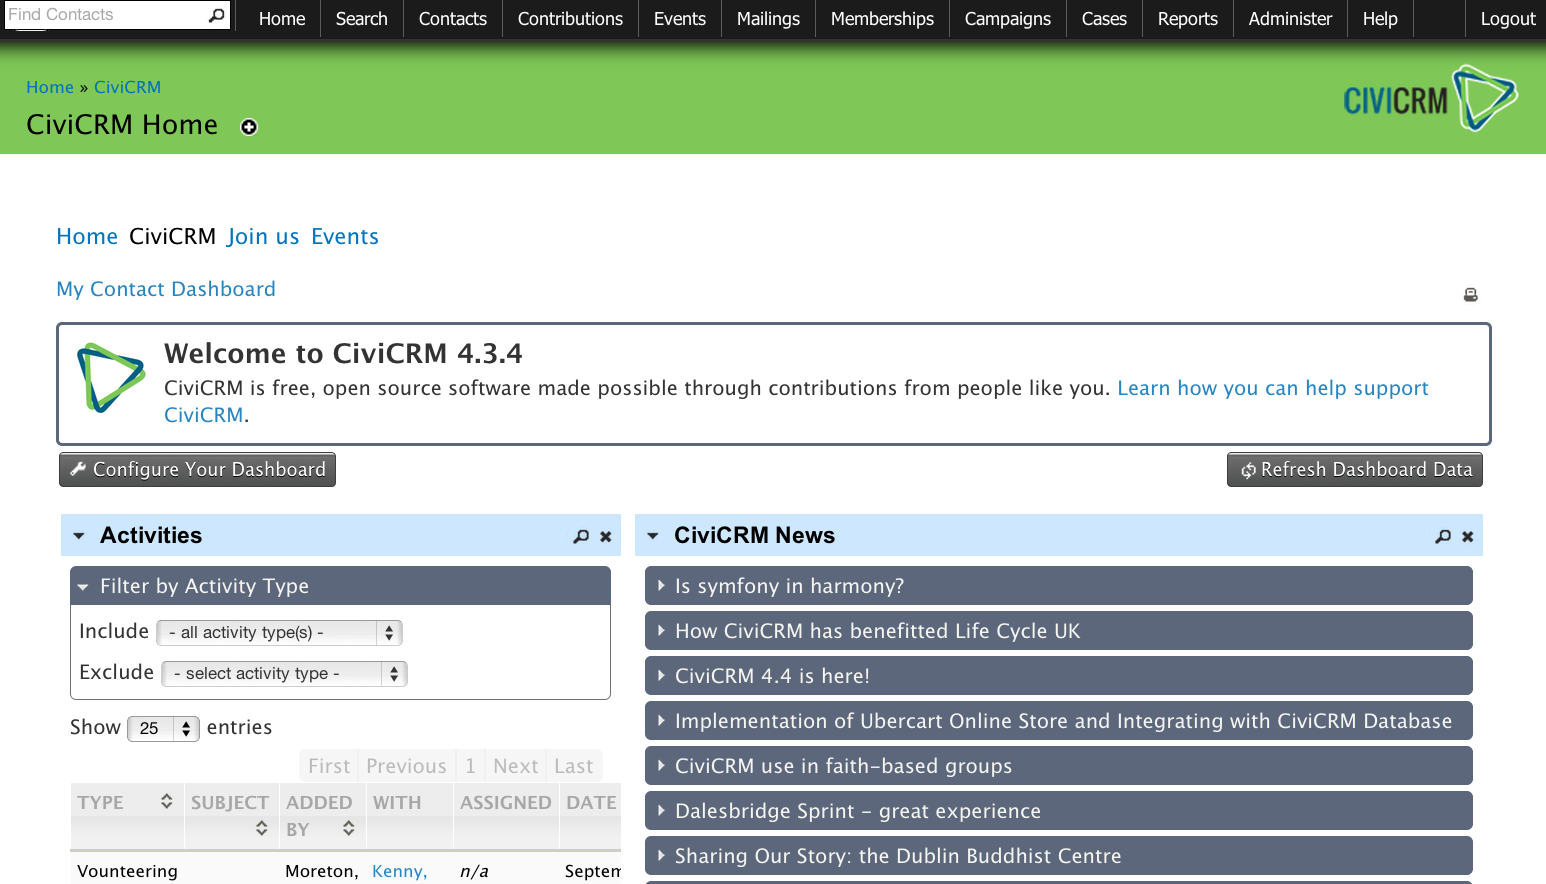 Find Contacts
Home Search Contacts Contributions Events Mailings Memberships Campaigns Cases Reports Administer Help Logout
Home » CiviCRM
CiviCRM Home
CIVICRM
Home CiviCRM Join us Events
My Contact Dashboard
Welcome to CiviCRM 4.3.4
CiviCRM is free, open source software made possible through contributions from people like you. Learn how you can help support
CiviCRM.
Configure Your Dashboard
Refresh Dashboard Data
Activities
Filter by Activity Type
Include - all activity type(s) -
Exclude - select activity type -
Show 25 entries
First Previous 1 Next Last
TYPE SUBJECT ADDED WITH ASSIGNED DATE
BY
Vounteering Moreton, Kenny, n/a Septem
CiviCRM News
Is symfony in harmony?
How CiviCRM has benefitted Life Cycle UK
CiviCRM 4.4 is here!
Implementation of Ubercart Online Store and Integrating with CiviCRM Database
CiviCRM use in faith-based groups
Dalesbridge Sprint - great experience
Sharing Our Story: the Dublin Buddhist Centre